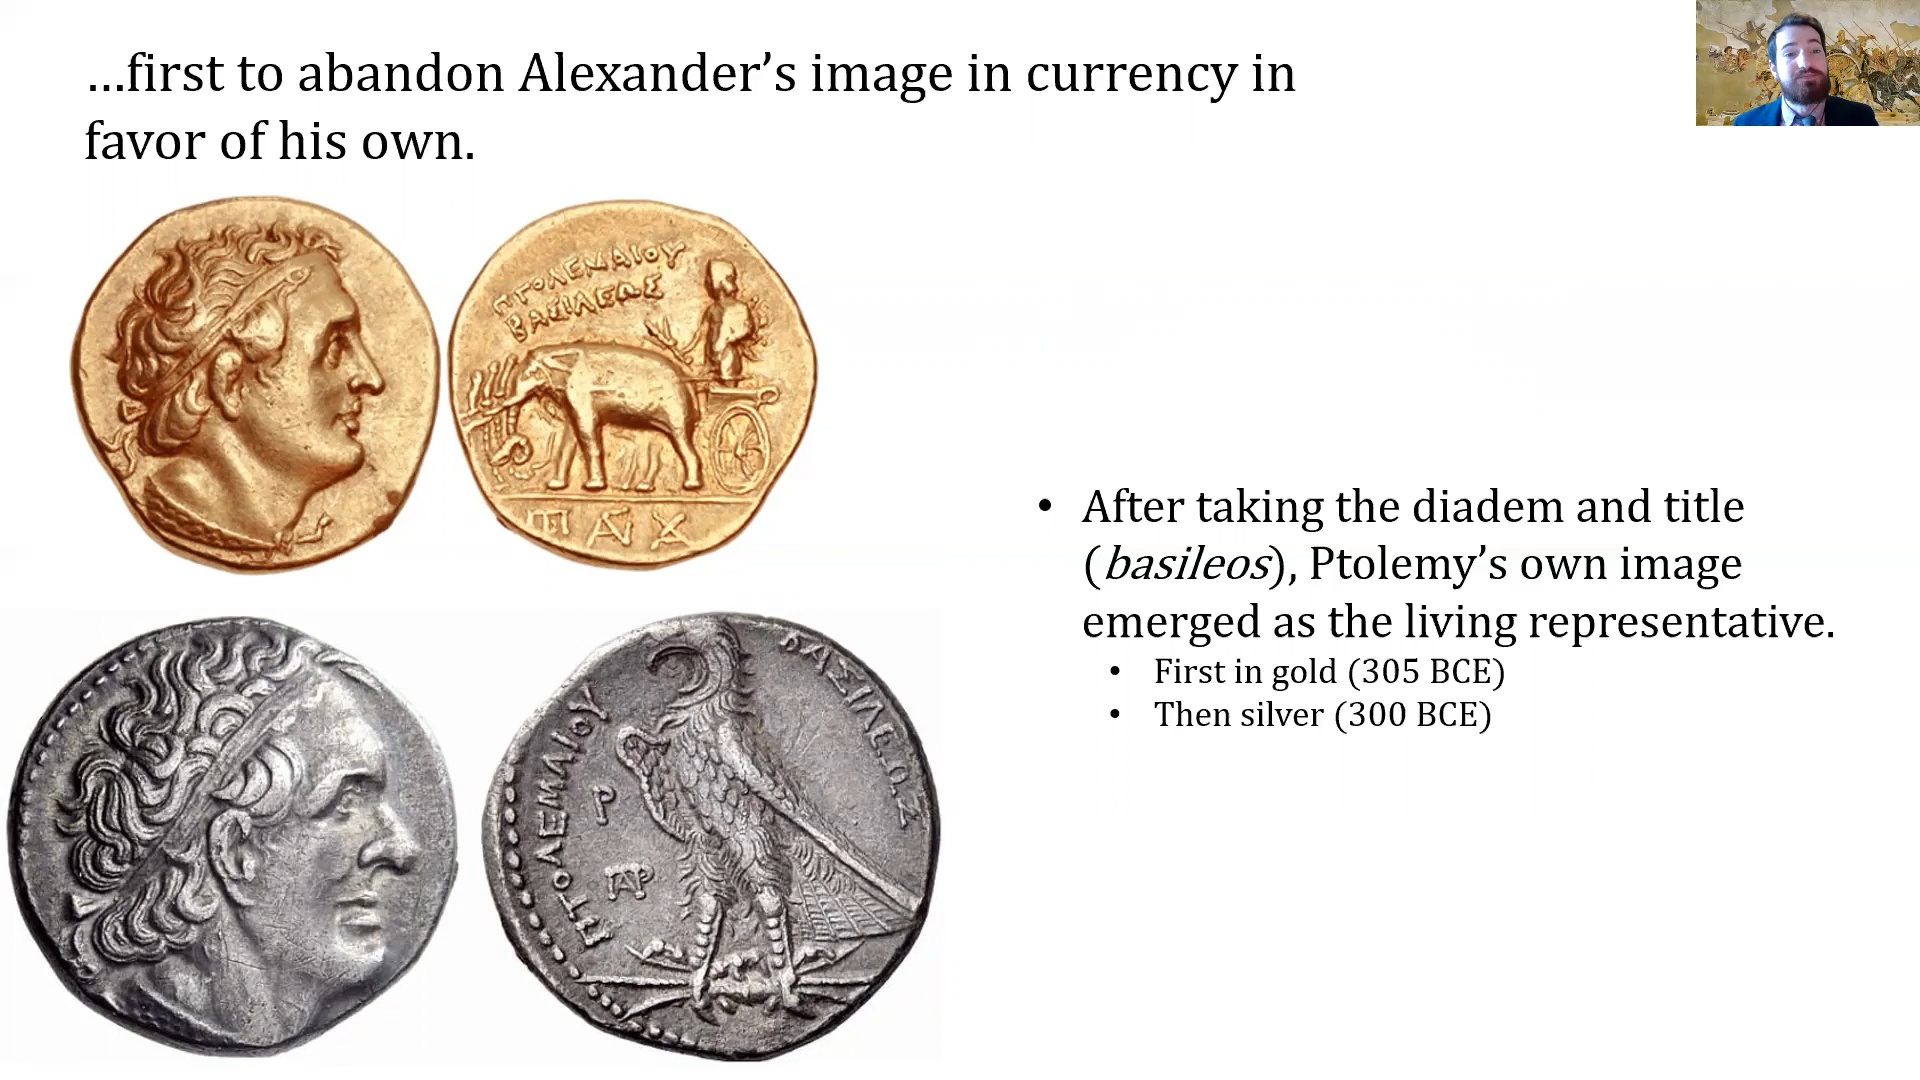 …first to abandon Alexander’s image in currency in
favor of his own.
ΠΤΟΛΕΜΑΙΟΥ
ΒΑΣΙΛΕΩΣ
• After taking the diadem and title
(basileos), Ptolemy’s own image
emerged as the living representative.
• First in gold (305 BCE)
• Then silver (300 BCE)
ΠΤΟΛΕΜΑΙΟΥ
ΒΑΣΙΛΕΩΣ
Ρ